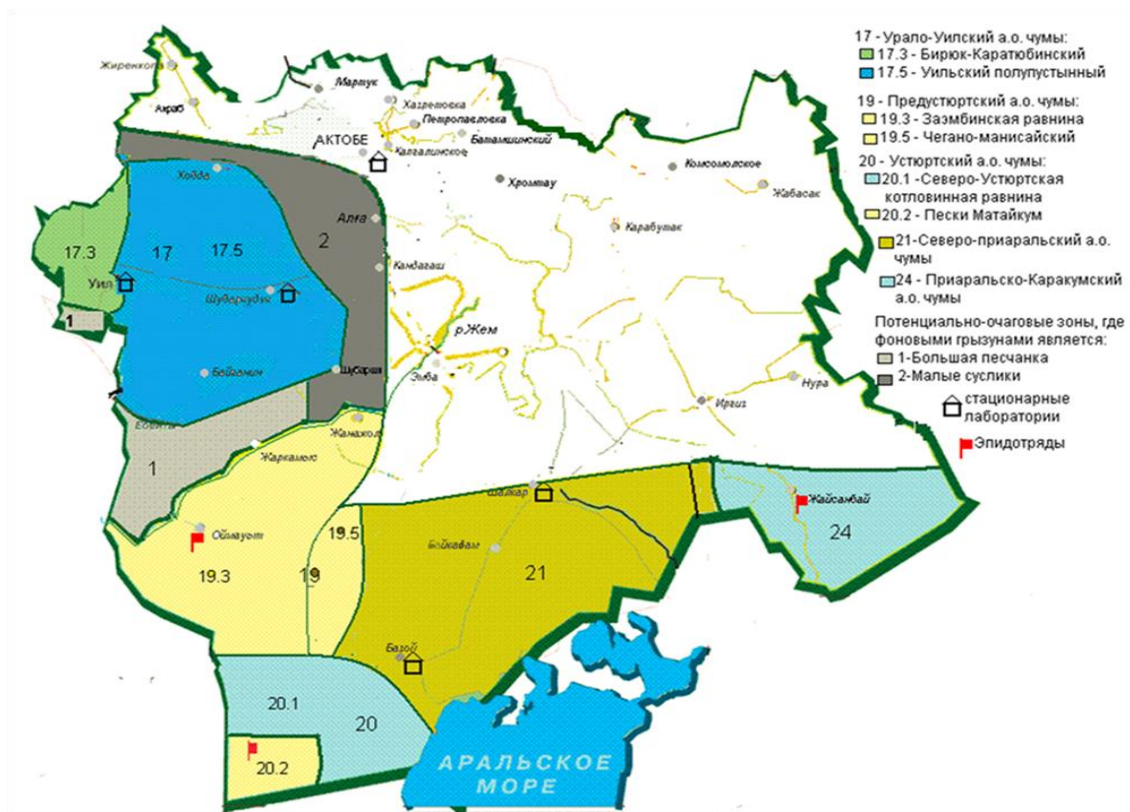 Жиренкопа
Мартук
Акраб
Хазретовка
Петропавловка
АКТОБЕ
Батамшинский
Калгалинское
Комсомолское
Хобда
Хромтау
Жабасак
2
Алга
Карабутак
17.3
17
17.5
Кандагаш
Уил
Шубаркудук
1
р.Жем
Байганин
Эмба
Шубарши
Нура
Иргиз
Жанажол
1
Жаркамыс
Шалкар
Жайсанбай
Оймауыт
19.5
24
19.3
19
21
Базой
20.1
20
20.2
АРАЛЬСКОЕ
МОРЕ
17 - Урало-Уилский а.о. чумы:
17.3 - Бирюк-Каратюбинский
17.5 - Уильский полупустынный
19 - Предустюртский а.о. чумы:
19.3 - Заэмбинская равнина
19.5 - Чегано-манисайский
20 - Устюртский а.о. чумы:
20.1 - Северо-Устюртская
котловинная равнина
20.2 - Пески Матайкум
21-Северо-приаральский а.о.
чумы
24 - Приаральско-Каракумский
а.о. чумы
Потенциально-очаговые зоны, где
фоновыми грызунами является:
1-Большая песчанка
2-Малые суслики
стационарные
лаборатории
Эпидотряды